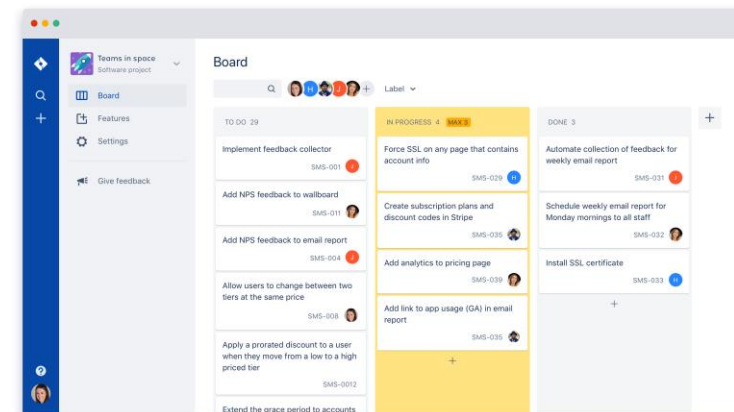 Teams in space
Software project
Board
Features
Settings
Give feedback
Board
H
J
Label
TO DO 29
Implement feedback collector
SMS-001
J
Add NPS feedback to wallboard
SMS-011
Add NPS feedback to email report
SMS-004
J
Allow users to change between two
tiers at the same price
SMS-008
Apply a prorated discount to a user
when they move from a low to a high
priced tier
SMS-0012
Extend the grace period to accounts
IN PROGRESS 4
Force SSL on any page that contains
account info
SMS-029
H
Create subscription plans and
discount codes in Stripe
SMS-035
Add analytics to pricing page
SMS-039
Add link to app usage (GA) in email
report
SMS-035
DONE 3
Automate collection of feedback for
weekly email report
SMS-031
J
Schedule weekly email report for
Monday mornings to all staff
SMS-032
Install SSL certificate
SMS-033
H